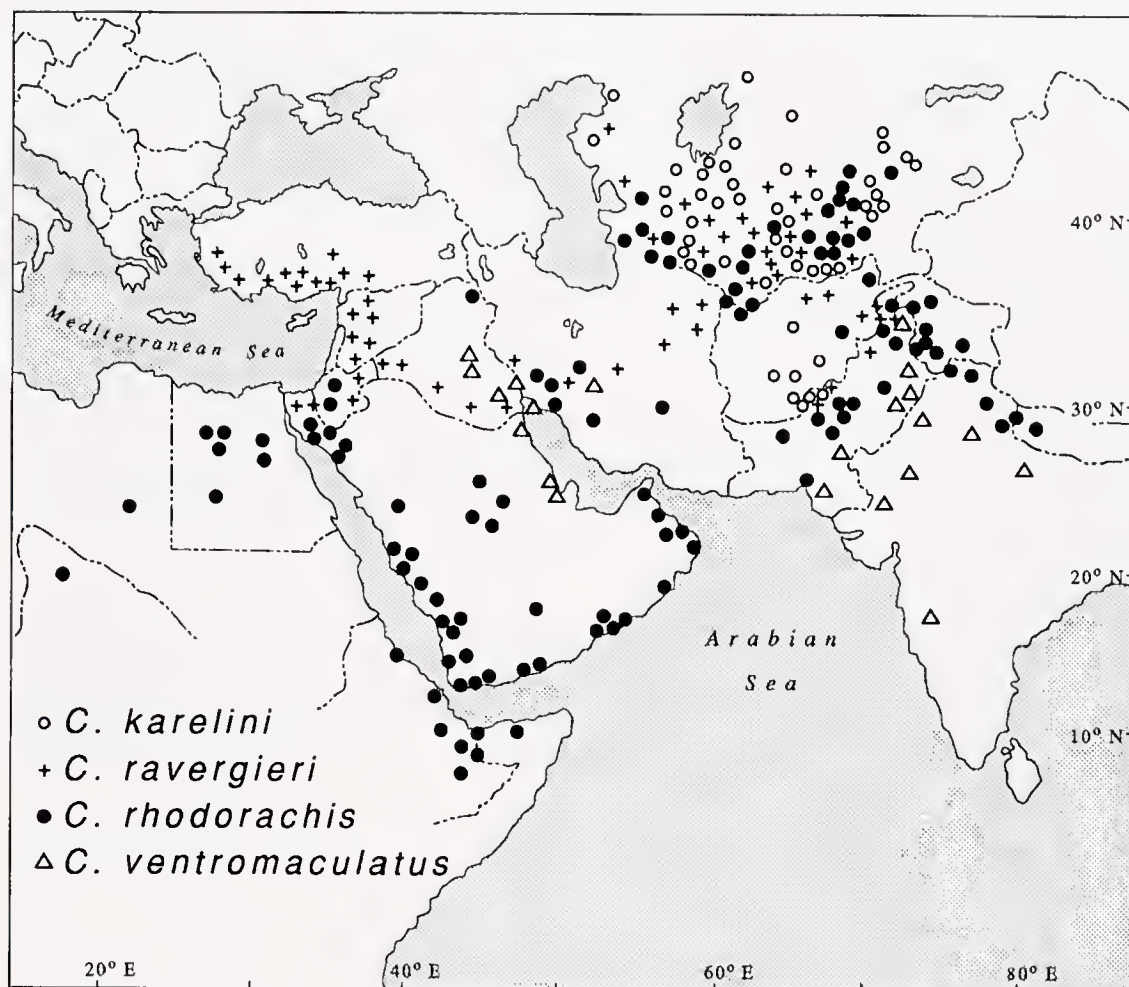 40° N
Mediterranean Sea
30° N
20° N
Arabian
Sea
10° N
○ C. karelini
+ C. ravergieri
● C. rhodorachis
△ C. ventromaculatus
20° E 40° E 60° E 80° E